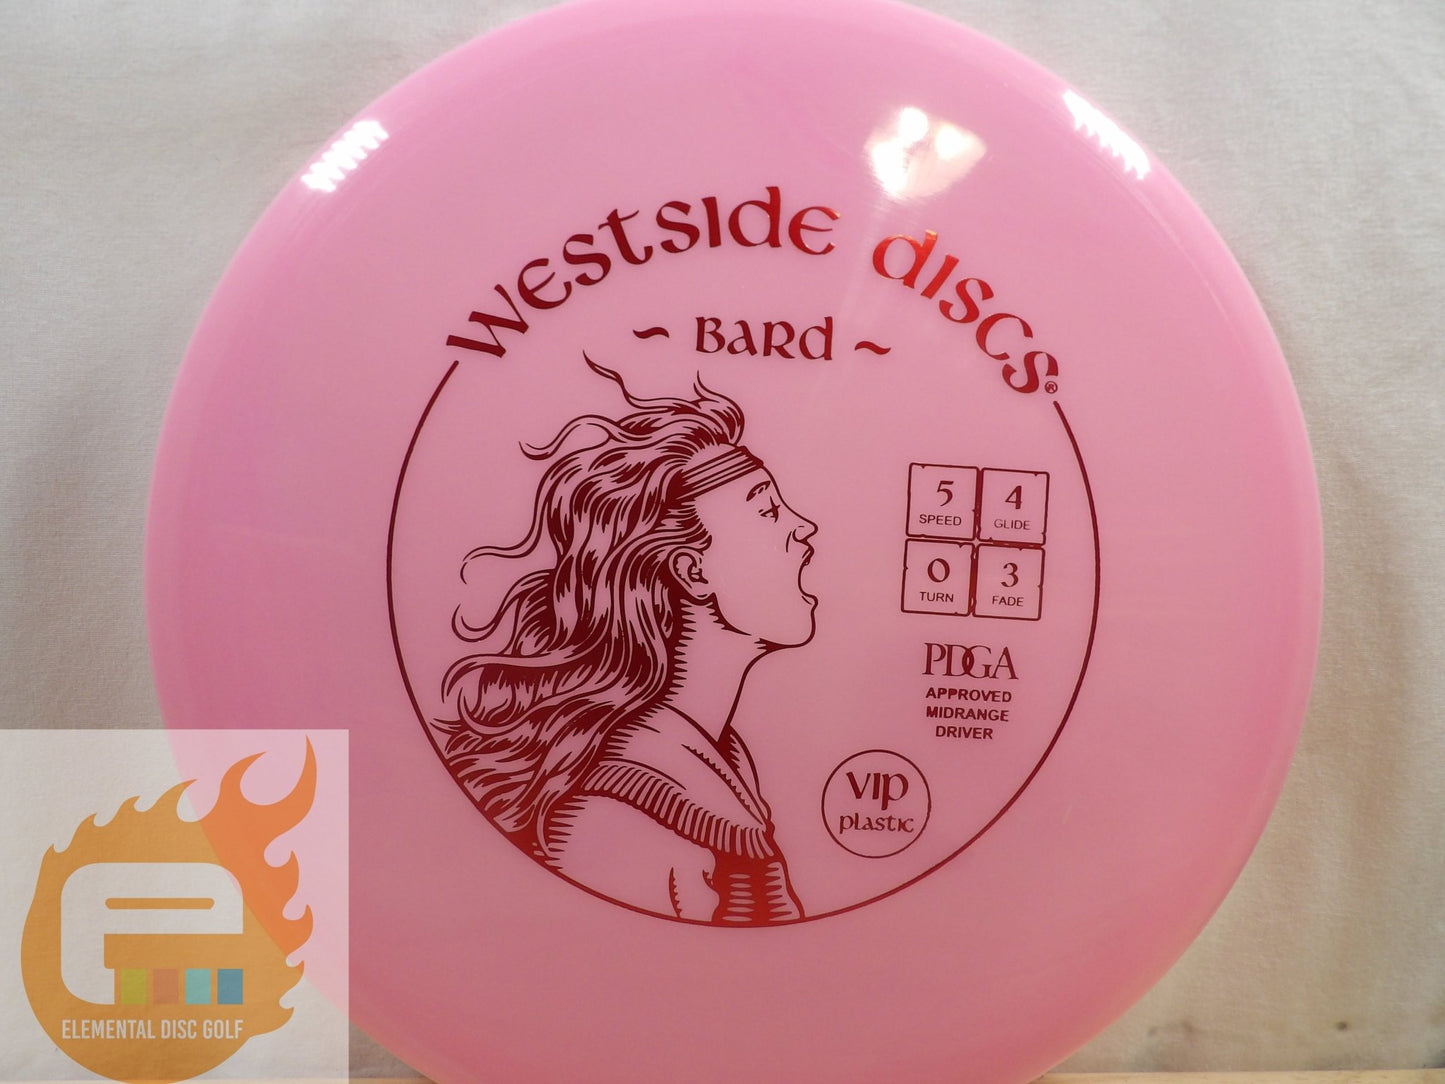 Westside Discs®
~ Bard ~
5 4
SPEED GLIDE
0 3
TURN FADE
PDGA
APPROVED
MIDRANGE
DRIVER
VIP
plastic
ELEMENTAL DISC GOLF